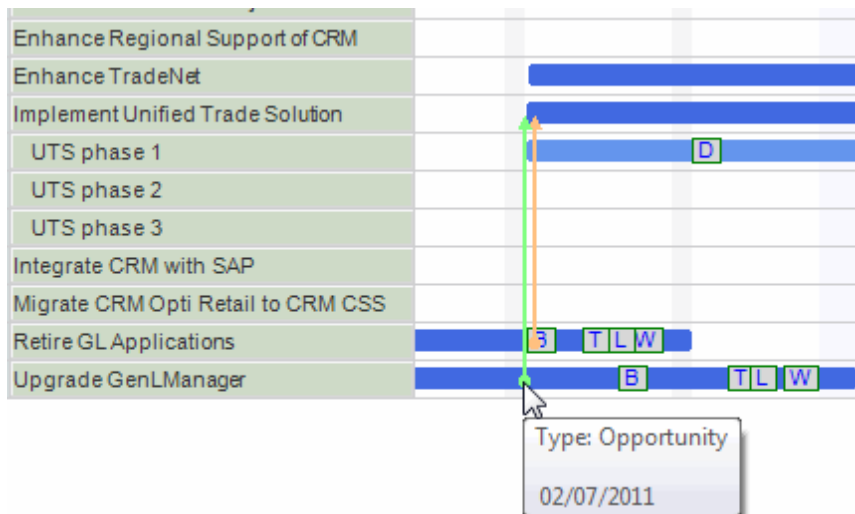 Enhance Regional Support of CRM
Enhance TradeNet
Implement Unified Trade Solution
UTS phase 1 D
UTS phase 2
UTS phase 3
Integrate CRM with SAP
Migrate CRM Opti Retail to CRM CSS
Retire GL Applications B T L W
Upgrade GenLManager B T L W
Type: Opportunity
02/07/2011